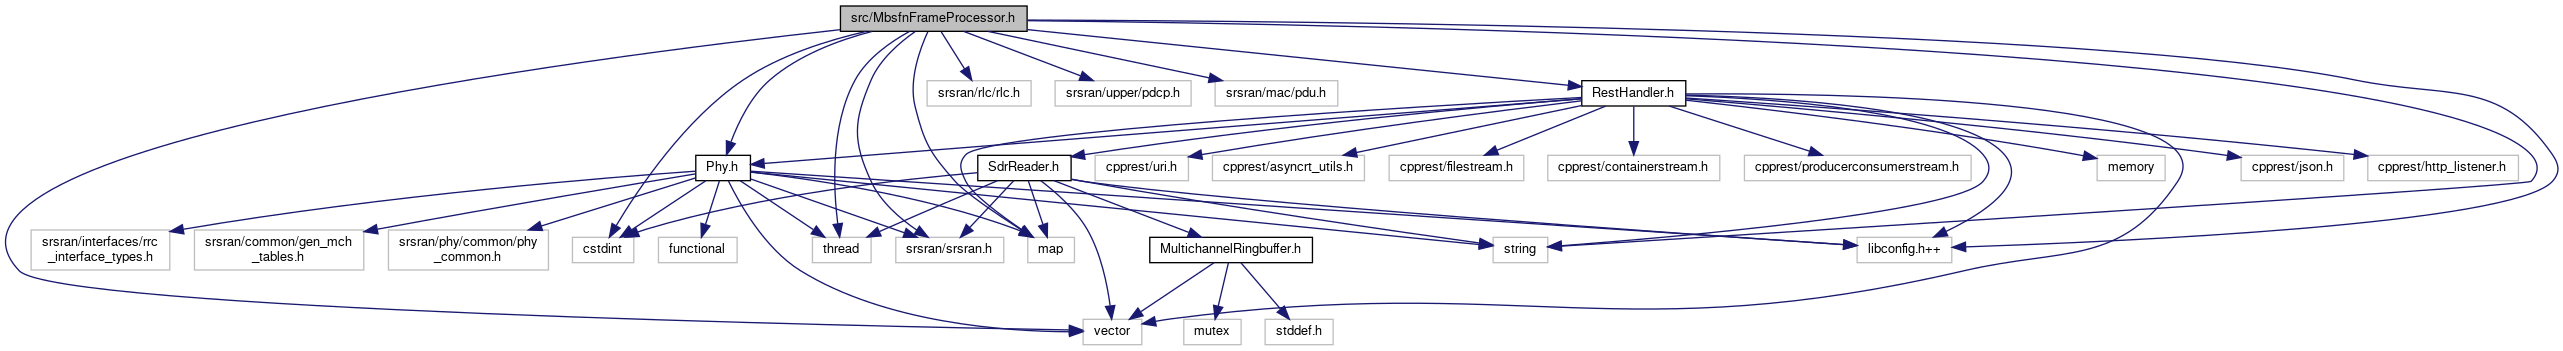 src/MbsfnFrameProcessor.h
srsran/rlc/rlc.h
srsran/upper/pdcp.h
srsran/mac/pdu.h
RestHandler.h
Phy.h
SdrReader.h
cpprest/uri.h
cpprest/asyncrt_utils.h
cpprest/filestream.h
cpprest/containerstream.h
cpprest/producerconsumerstream.h
memory
cpprest/json.h
cpprest/http_listener.h
srsran/interfaces/rrc
_interface_types.h
srsran/common/gen_mch
_tables.h
srsran/phy/common/phy
_common.h
cstdint
functional
thread
srsran/srsran.h
map
MultichannelRingbuffer.h
string
libconfig.h++
vector
mutex
stddef.h